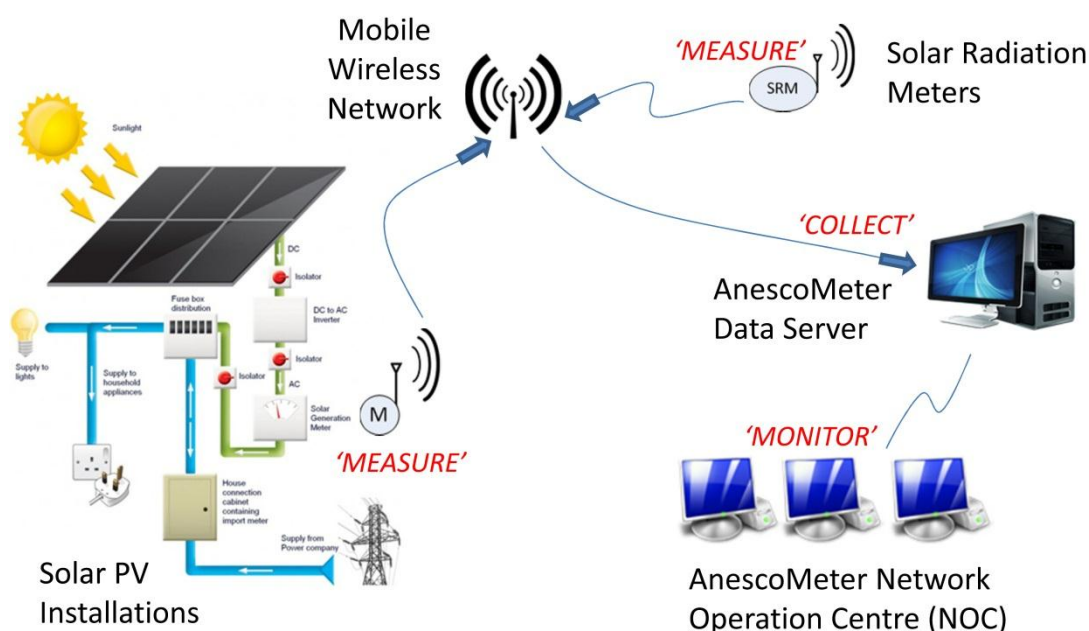 Mobile
Wireless
Network
‘MEASURE’
SRM
Solar Radiation
Meters
Sunlight
DC
Isolator
Fuse box
distribution
DC to AC
Inverter
Isolator
Isolator
AC
Supply to
lights
Supply to
household
appliances
Solar
Generation
Meter
M
‘MEASURE’
House
connection
cabinet
containing
import meter
Supply from
Power company
Solar PV
Installations
‘COLLECT’
AnescoMeter
Data Server
‘MONITOR’
AnescoMeter Network
Operation Centre (NOC)